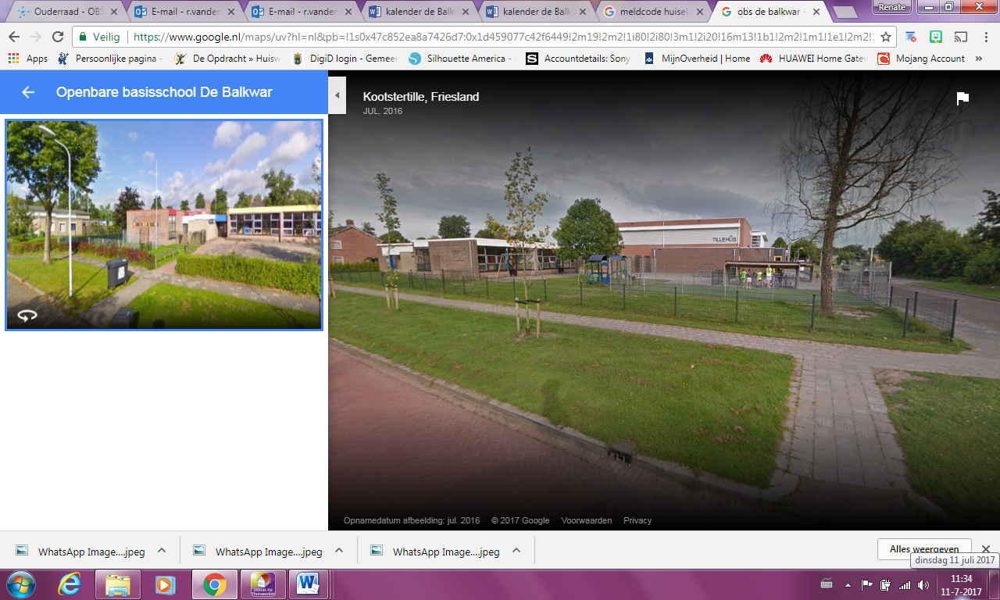 Ouderraad - OBS
E-mail - r.vander
E-mail - r.vander
kalender de Balk
kalender de Balk
meldcode huisel
obs de balkwar -
Renate
Veilig
https://www.google.nl/maps/uv?hl=nl&pb=!1s0x47c852ea8a7426d7:0x1d459077c42f6449!2m19!2m2!1i80!2i80!3m1!2i20!16m13!1b1!2m2!1m1!1e1!2m2!
Apps
Persoonlijke pagina -
De Opdracht » Huisw
DigiD login - Gemeen
Silhouette America -
Accountdetails: Sony
MijnOverheid | Home
HUAWEI Home Gatew
Mojang Account
»
Openbare basisschool De Balkwar
Kootstertille, Friesland
JUL. 2016
TILLEHÛS
Opnamedatum afbeelding: jul. 2016 © 2017 Google Voorwaarden Privacy
WhatsApp Image....jpeg
WhatsApp Image....jpeg
WhatsApp Image....jpeg
Alles weergeven
dinsdag 11 juli 2017
deklas.nu
Thuiswerken
11:34
11-7-2017